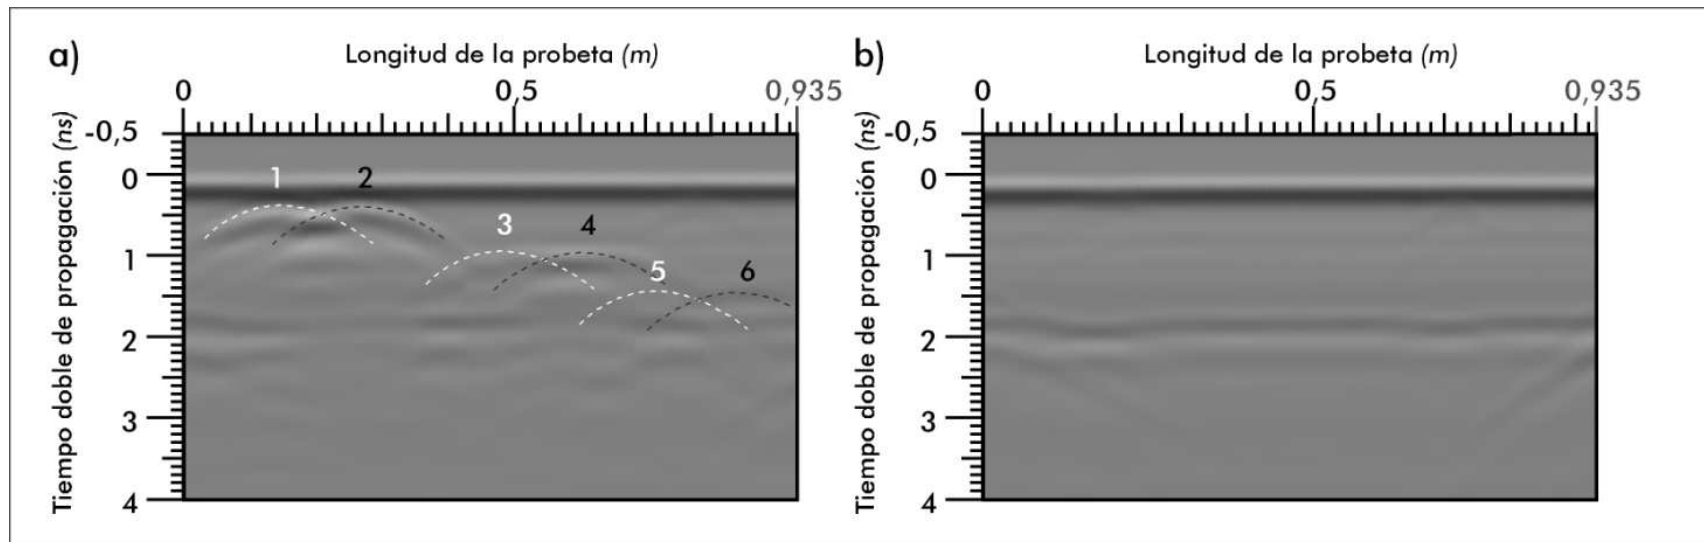 a)
Longitud de la probeta (m)
0 0,5 0,935
Tiempo doble de propagación (ns)
-0,5
0
1
2
3
4
1
2
3
4
5
6
b)
Longitud de la probeta (m)
0 0,5 0,935
Tiempo doble de propagación (ns)
-0,5
0
1
2
3
4